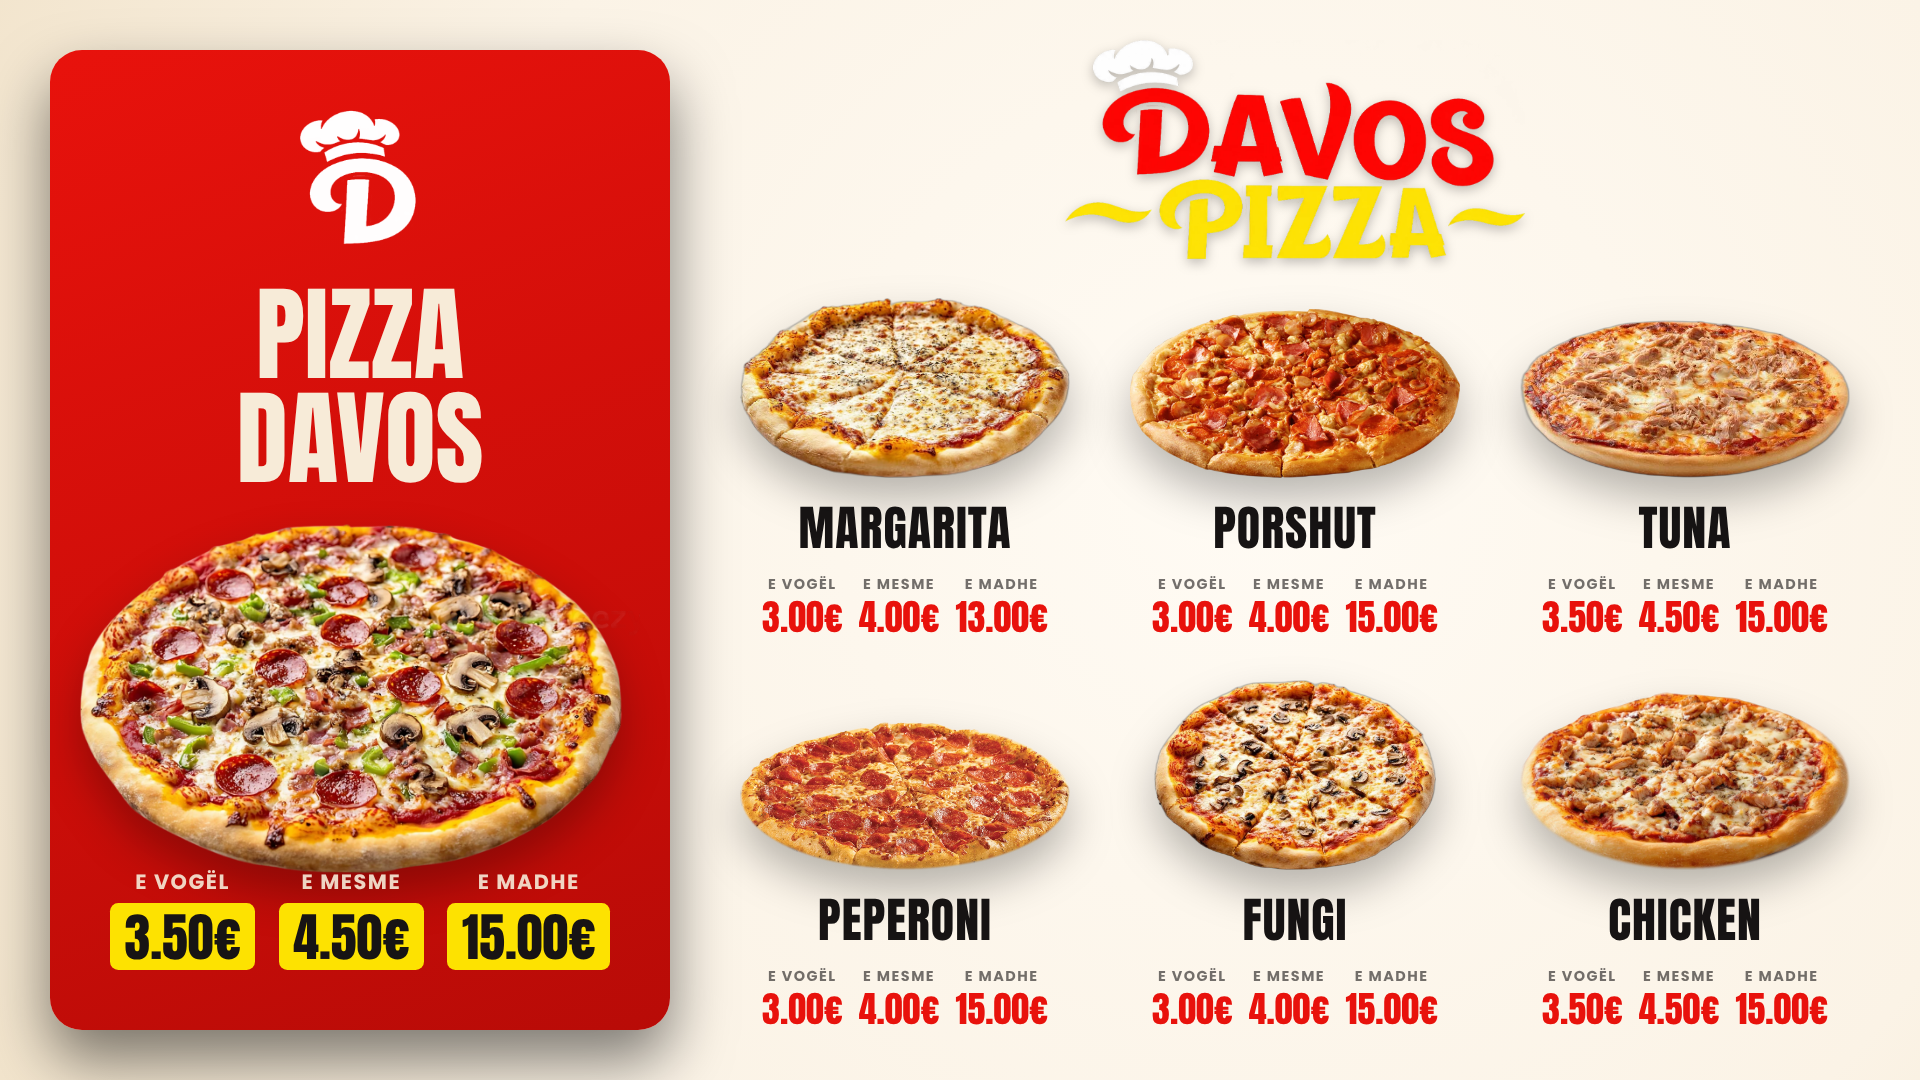 D
PIZZA
DAVOS
E VOGËL E MESME E MADHE
3.50€ 4.50€ 15.00€
DAVOS
~PIZZA~
MARGARITA
E VOGËL E MESME E MADHE
3.00€ 4.00€ 13.00€
PORSHUT
E VOGËL E MESME E MADHE
3.00€ 4.00€ 15.00€
TUNA
E VOGËL E MESME E MADHE
3.50€ 4.50€ 15.00€
PEPERONI
E VOGËL E MESME E MADHE
3.00€ 4.00€ 15.00€
FUNGI
E VOGËL E MESME E MADHE
3.00€ 4.00€ 15.00€
CHICKEN
E VOGËL E MESME E MADHE
3.50€ 4.50€ 15.00€